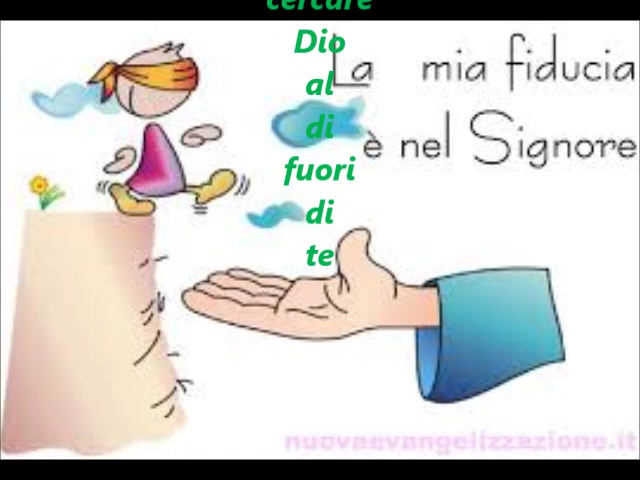 cercare
Dio
al
di
fuori
di
te
La mia fiducia
è nel Signore
nuovaevangelizzazione.it